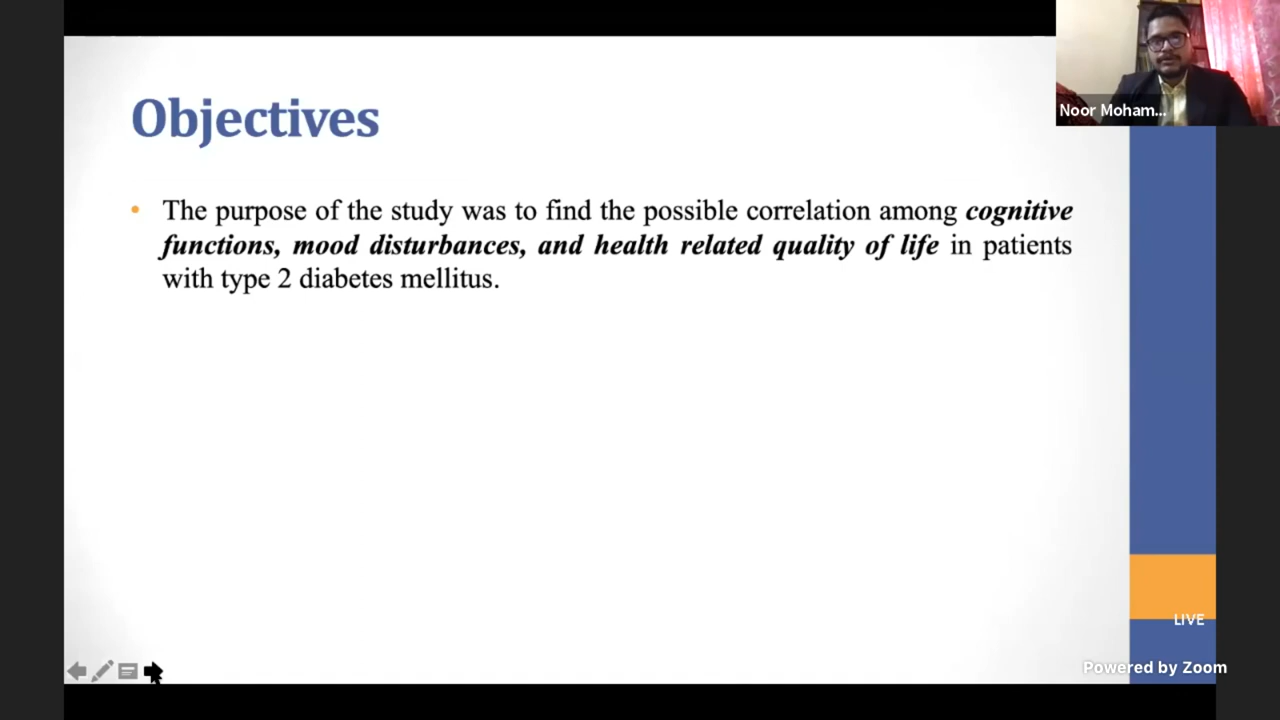 Objectives
• The purpose of the study was to find the possible correlation among cognitive
functions, mood disturbances, and health related quality of life in patients
with type 2 diabetes mellitus.
Noor Moham...
LIVE
Powered by Zoom